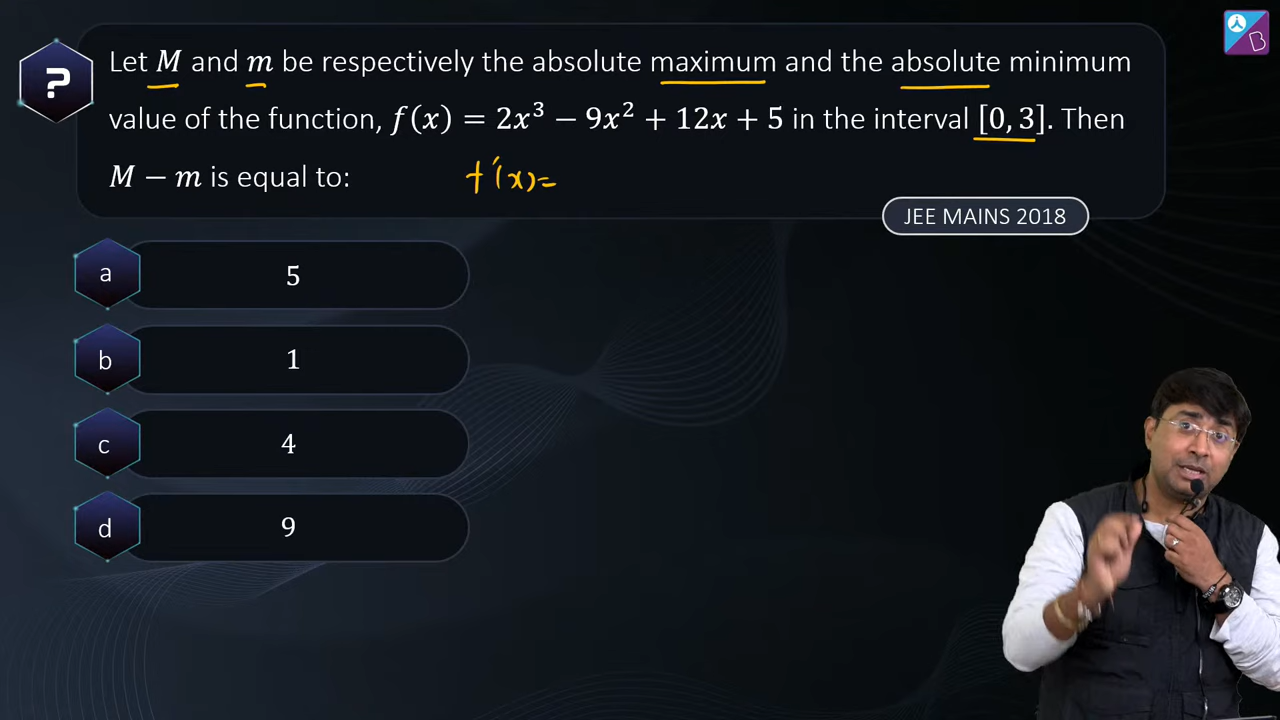 ?
Let M and m be respectively the absolute maximum and the absolute minimum
value of the function, f(x) = 2x³ − 9x² + 12x + 5 in the interval [0, 3]. Then
M − m is equal to:
f'(x)=
JEE MAINS 2018
a 5
b 1
c 4
d 9
B